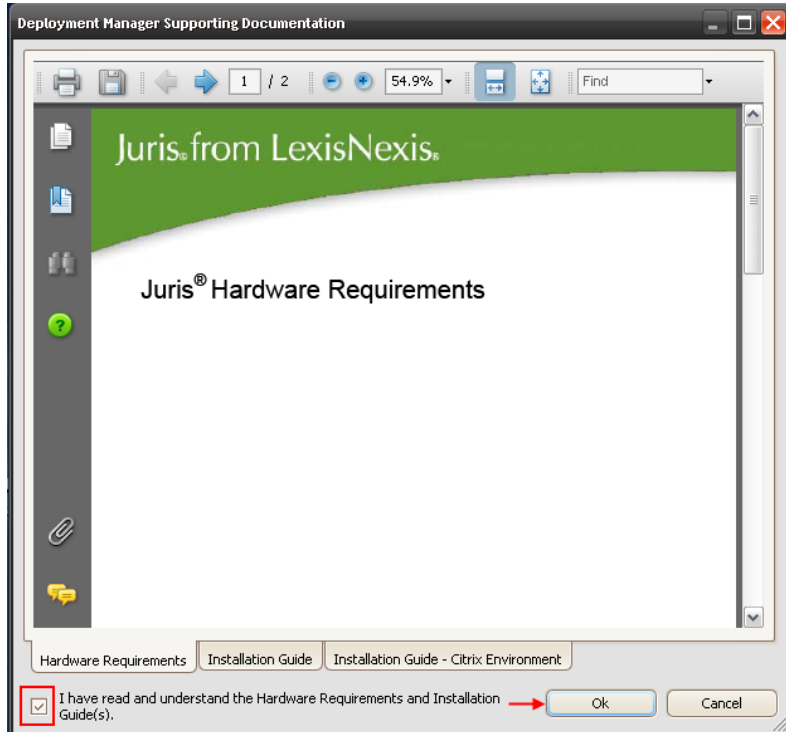 Deployment Manager Supporting Documentation
1 / 2 54.9% Find
Juris® from LexisNexis®
Juris® Hardware Requirements
Hardware Requirements Installation Guide Installation Guide - Citrix Environment
I have read and understand the Hardware Requirements and Installation
Guide(s).
Ok Cancel